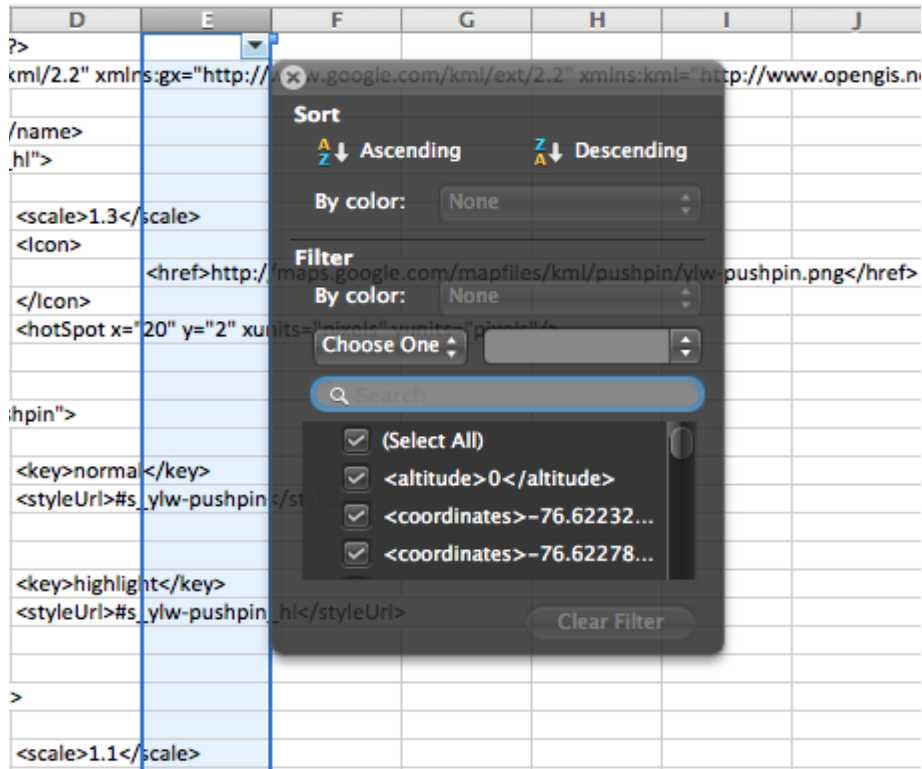 D E F G H I J
?>
kml/2.2" xmlns:gx="http://www.google.com/kml/ext/2.2" xmlns:kml="http://www.opengis.ne
Sort
/name>
Ascending Descending
_hl">
By color: None
<scale>1.3</scale>
<Icon>
Filter
<href>http://maps.google.com/mapfiles/kml/pushpin/ylw-pushpin.png</href>
By color: None
</Icon>
<hotSpot x="20" y="2" xunits="pixels" yunits="pixels"/>
Choose One
Search
shpin">
(Select All)
<key>normal</key>
<altitude>0</altitude>
<styleUrl>#s_ylw-pushpin</styleUrl>
<coordinates>-76.62232...
<coordinates>-76.62278...
<key>highlight</key>
<styleUrl>#s_ylw-pushpin_hl</styleUrl>
Clear Filter
>
<scale>1.1</scale>